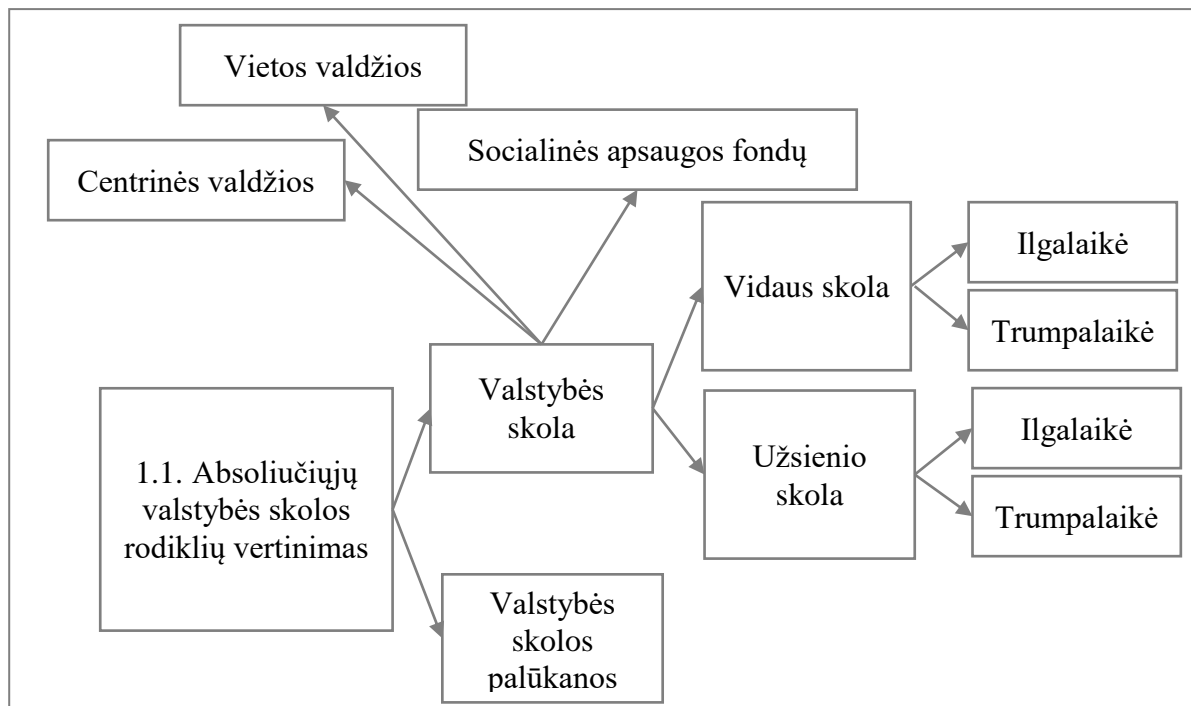 Vietos valdžios
Socialinės apsaugos fondų
Centrinės valdžios
Vidaus skola
Ilgalaikė
Trumpalaikė
Valstybės
skola
Užsienio
skola
Ilgalaikė
Trumpalaikė
1.1. Absoliučiųjų
valstybės skolos
rodiklių vertinimas
Valstybės
skolos
palūkanos